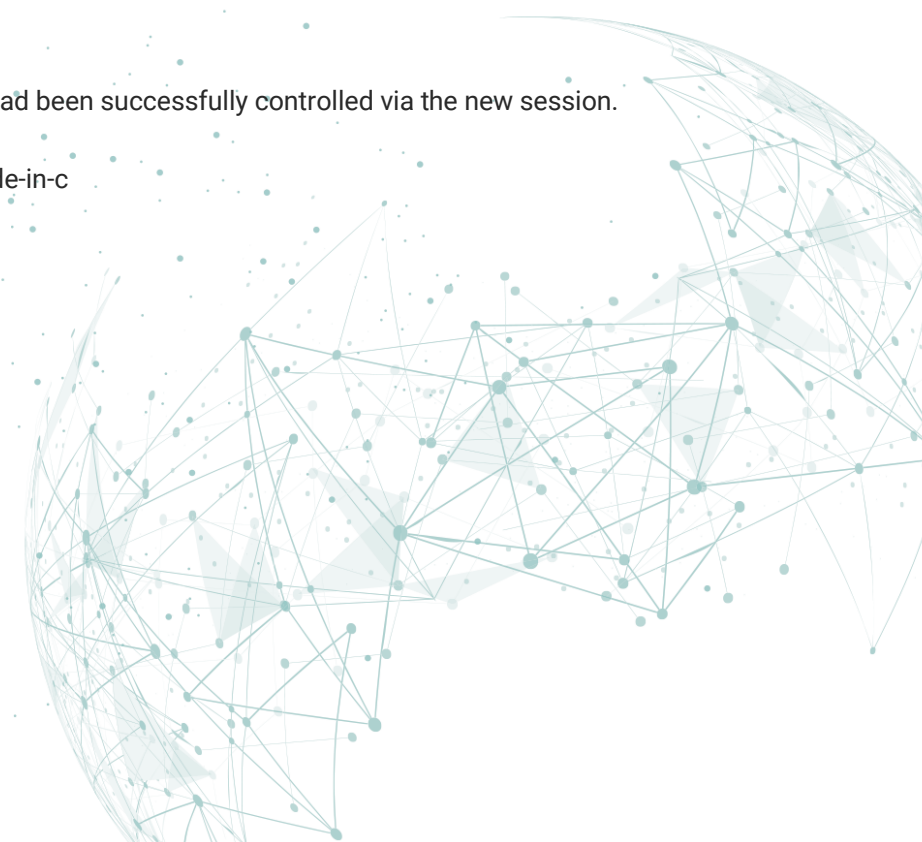 ad been successfully controlled via the new session.
le-in-c